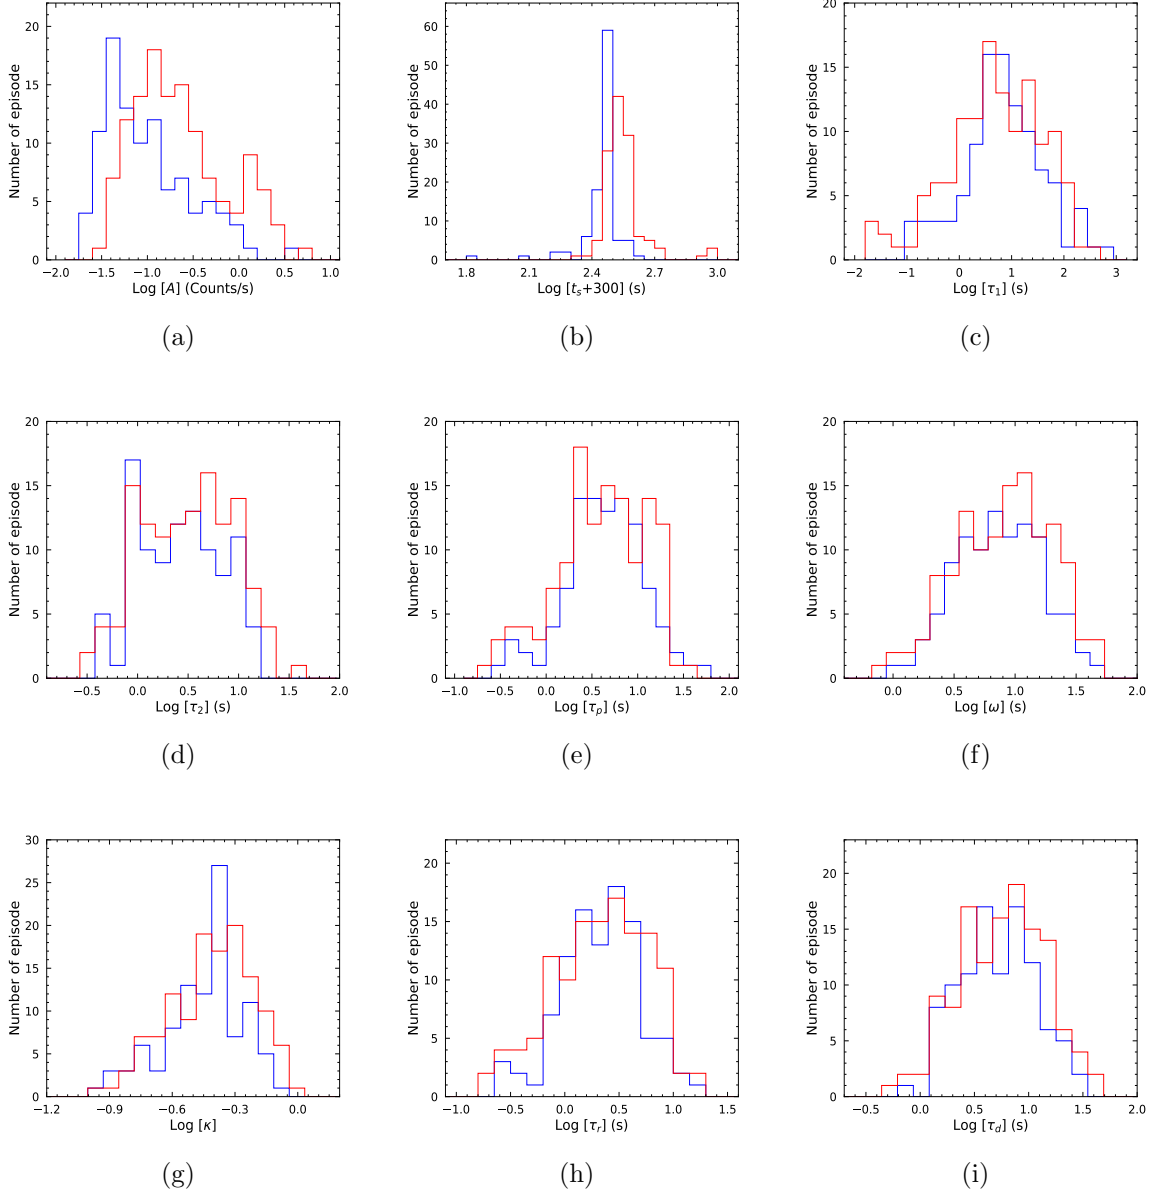 Number of episode
20
15
10
5
0
−2.0 −1.5 −1.0 −0.5 0.0 0.5 1.0
Log [A] (Counts/s)
(a)
Number of episode
60
50
40
30
20
10
0
1.8 2.1 2.4 2.7 3.0
Log [t_s+300] (s)
(b)
Number of episode
20
15
10
5
0
−2 −1 0 1 2 3
Log [τ_1] (s)
(c)
Number of episode
20
15
10
5
0
−0.5 0.0 0.5 1.0 1.5 2.0
Log [τ_2] (s)
(d)
Number of episode
20
15
10
5
0
−1.0 −0.5 0.0 0.5 1.0 1.5 2.0
Log [τ_p] (s)
(e)
Number of episode
20
15
10
5
0
0.0 0.5 1.0 1.5 2.0
Log [ω] (s)
(f)
Number of episode
30
25
20
15
10
5
0
−1.2 −0.9 −0.6 −0.3 0.0
Log [κ]
(g)
Number of episode
20
15
10
5
0
−1.0 −0.5 0.0 0.5 1.0 1.5
Log [τ_r] (s)
(h)
Number of episode
20
15
10
5
0
−0.5 0.0 0.5 1.0 1.5 2.0
Log [τ_d] (s)
(i)